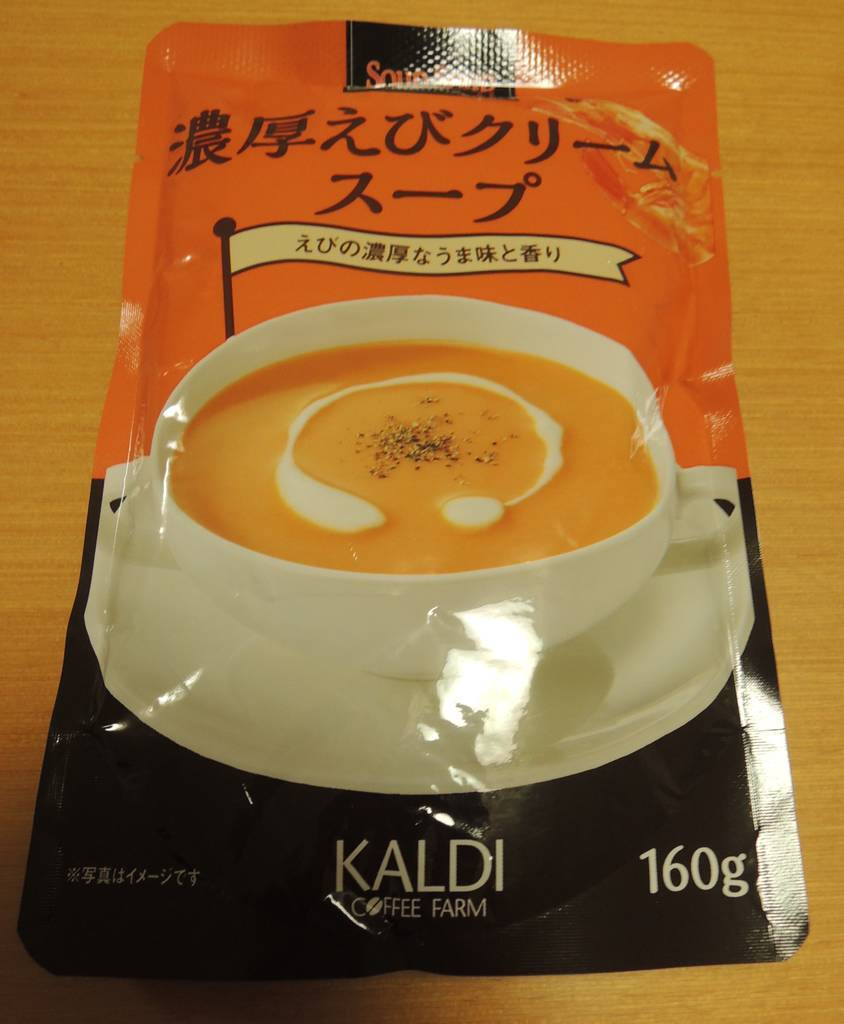 濃厚えびクリーム
スープ
えびの濃厚なうま味と香り
※写真はイメージです
KALDI
COFFEE FARM
160g